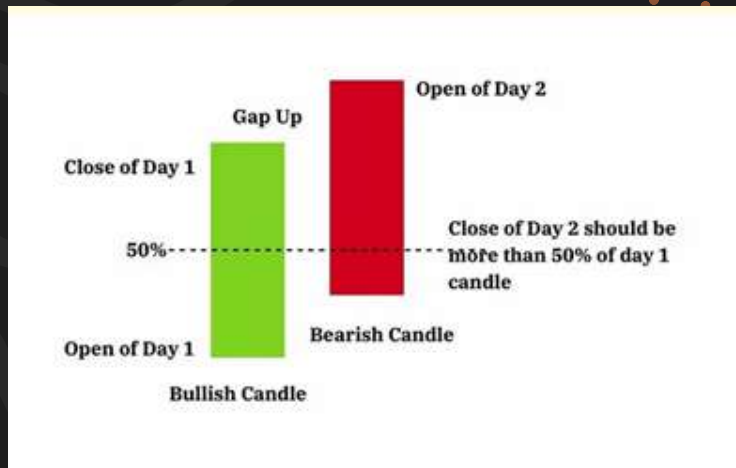 Open of Day 2
Gap Up
Close of Day 1
Close of Day 2 should be
50%
more than 50% of day 1
candle
Bearish Candle
Open of Day 1
Bullish Candle